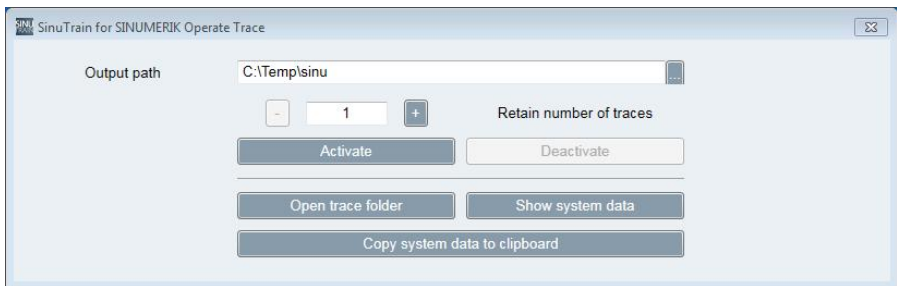 SinuTrain for SINUMERIK Operate Trace
Output path C:\Temp\sinu ...
- 1 + Retain number of traces
Activate Deactivate
Open trace folder Show system data
Copy system data to clipboard